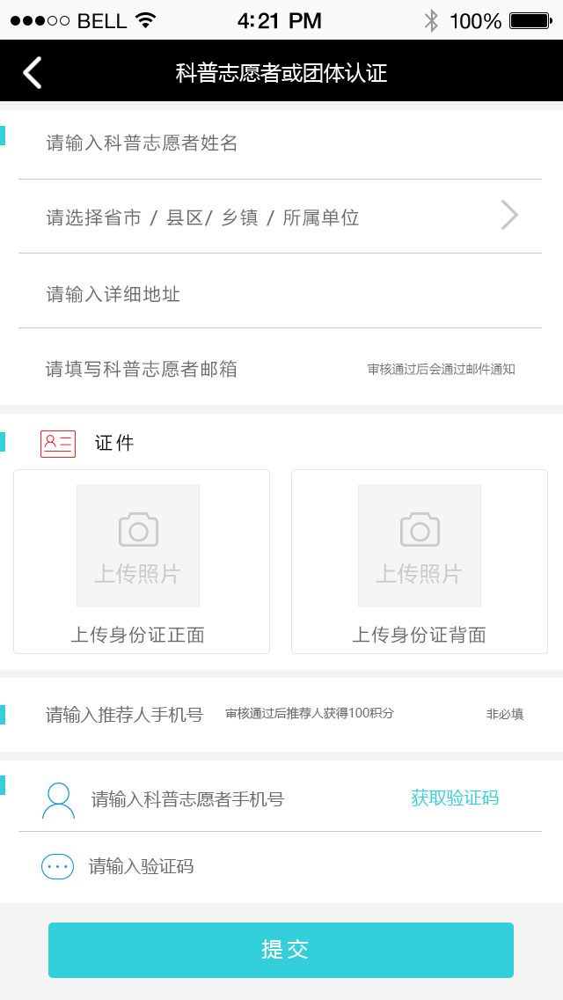 BELL 4:21 PM 100%
科普志愿者或团体认证
请输入科普志愿者姓名
请选择省市 / 县区/ 乡镇 / 所属单位
请输入详细地址
请填写科普志愿者邮箱 审核通过后会通过邮件通知
证件
上传照片 上传照片
上传身份证正面 上传身份证背面
请输入推荐人手机号 审核通过后推荐人获得100积分 非必填
请输入科普志愿者手机号 获取验证码
请输入验证码
提交